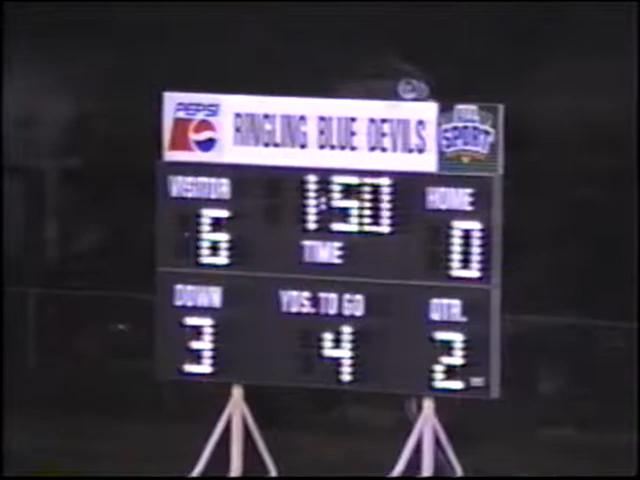 PEPSI RINGLING BLUE DEVILS SPORT
VISITOR 1:50 HOME
6 TIME 0
DOWN YDS. TO GO QTR.
3 4 2